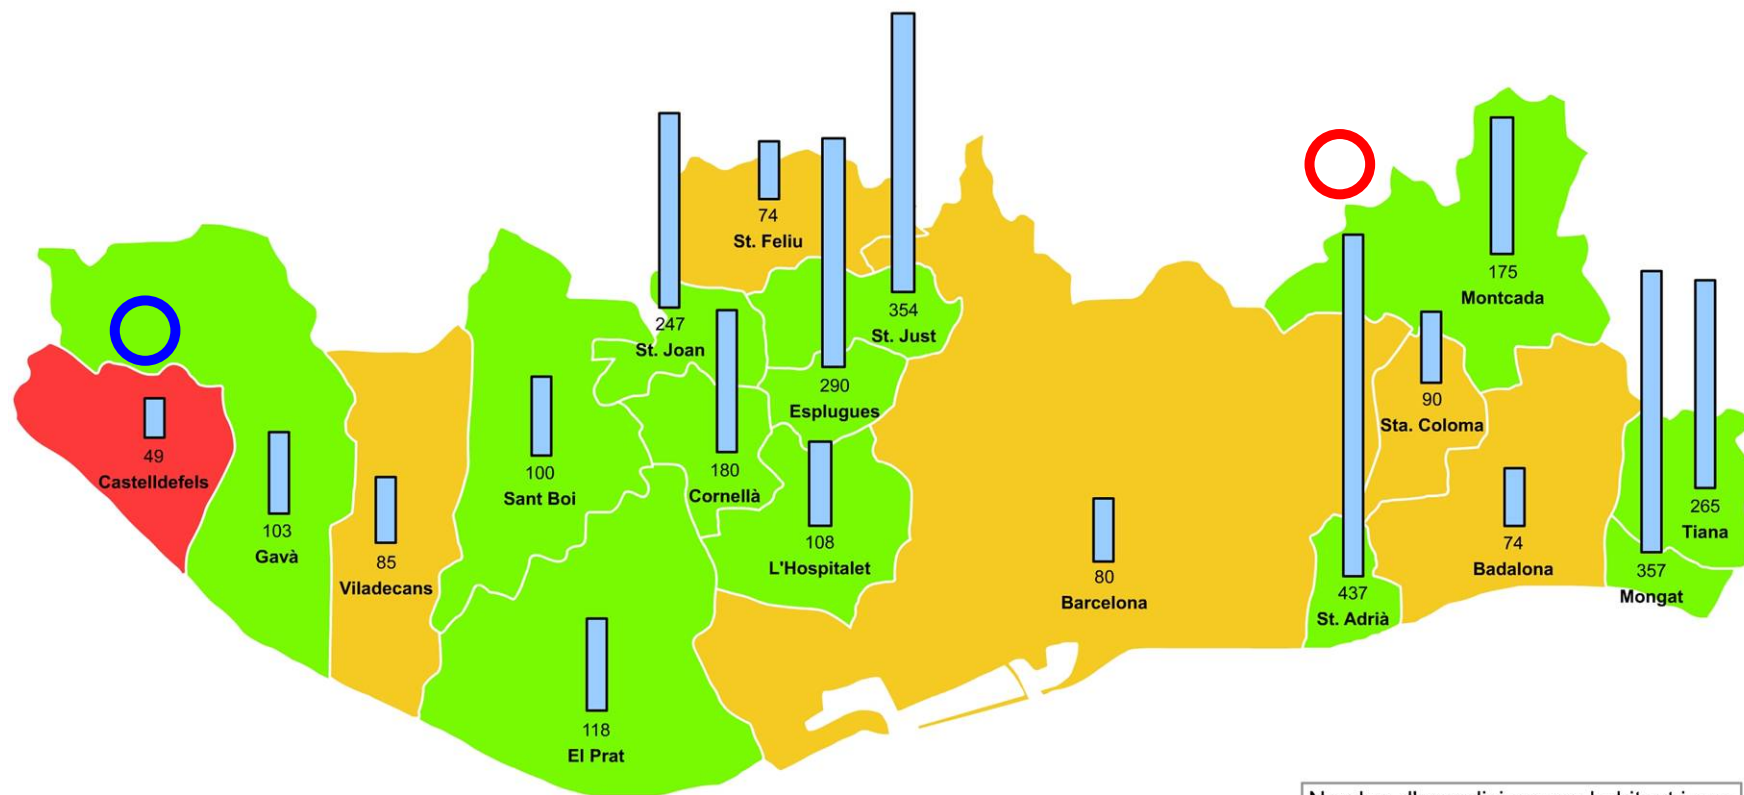 74
St. Feliu
354
St. Just
247
St. Joan
290
Esplugues
175
Montcada
49
Castelldefels
103
Gavà
85
Viladecans
100
Sant Boi
180
Cornellà
108
L'Hospitalet
118
El Prat
80
Barcelona
90
Sta. Coloma
437
St. Adrià
74
Badalona
265
Tiana
357
Mongat